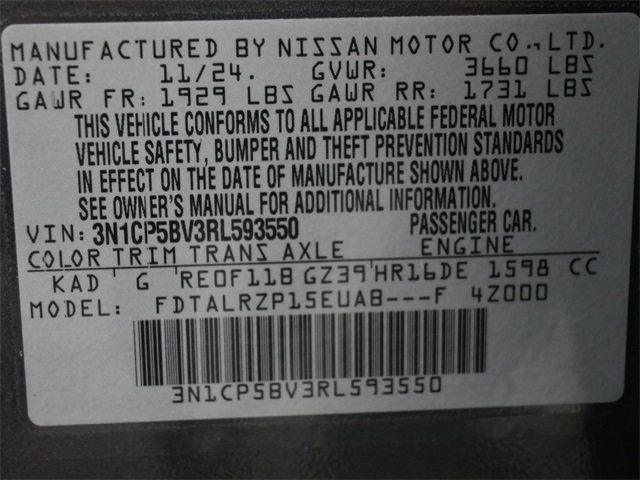 MANUFACTURED BY NISSAN MOTOR CO.,LTD.
DATE: 11/24. GVWR: 3660 LBS
GAWR FR: 1929 LBS GAWR RR: 1731 LBS
THIS VEHICLE CONFORMS TO ALL APPLICABLE FEDERAL MOTOR
VEHICLE SAFETY, BUMPER AND THEFT PREVENTION STANDARDS
IN EFFECT ON THE DATE OF MANUFACTURE SHOWN ABOVE.
SEE OWNER'S MANUAL FOR ADDITIONAL INFORMATION.
VIN: 3N1CP5BV3RL593550 PASSENGER CAR.
COLOR TRIM TRANS AXLE ENGINE
KAD G RE0F11B GZ39 HR16DE 1598 CC
MODEL: FDTALRZP15EUAB---F 4Z000
3N1CP5BV3RL593550